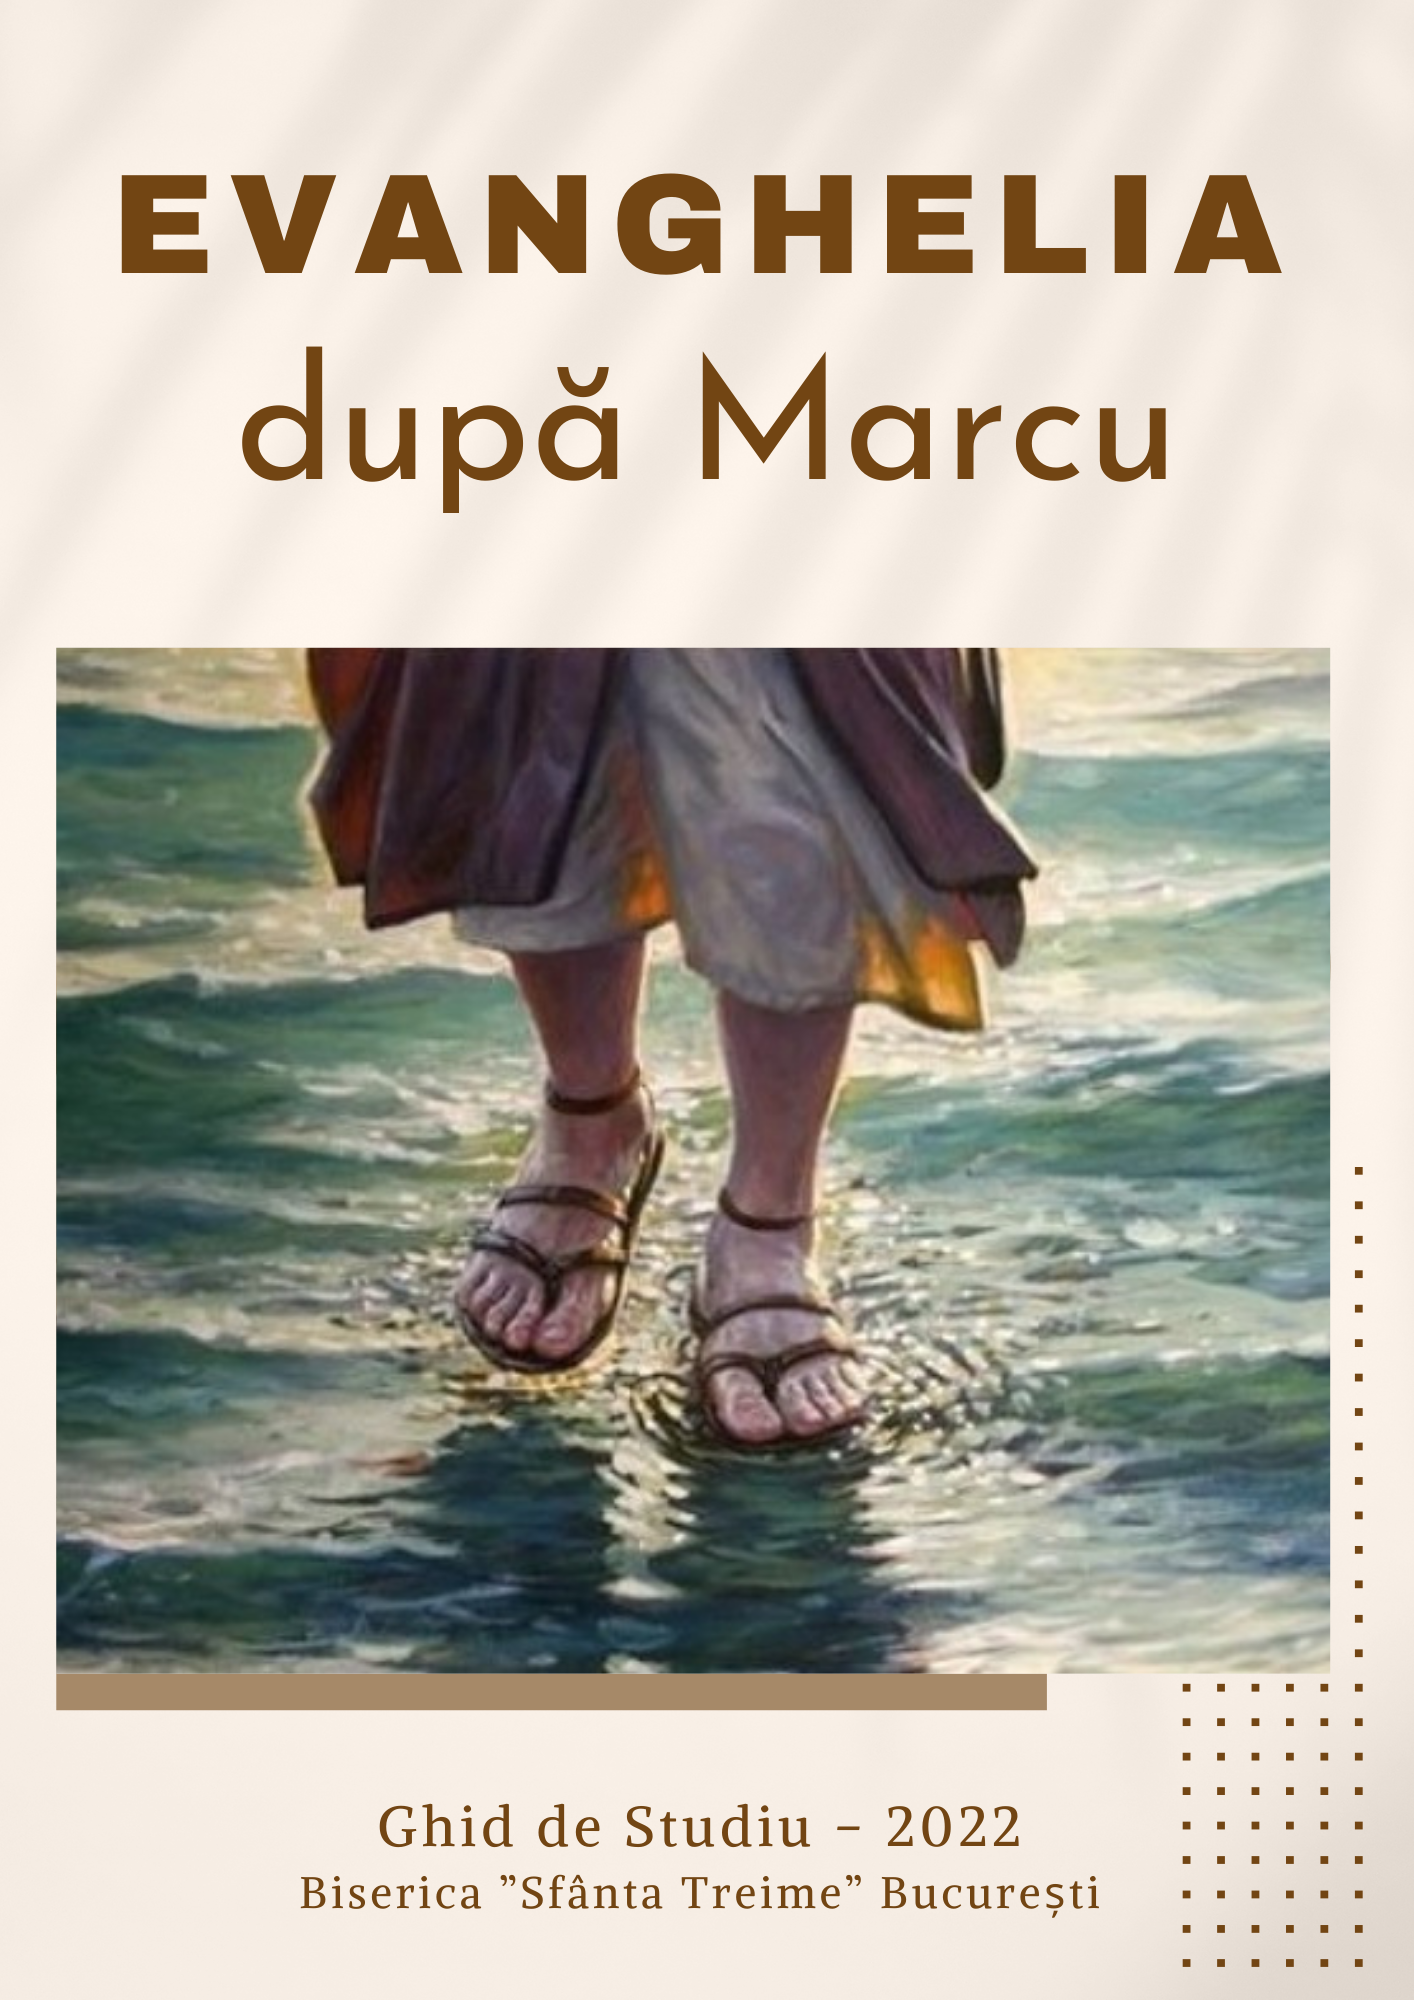 EVANGHELIA
după Marcu
Ghid de Studiu - 2022
Biserica ”Sfânta Treime” București